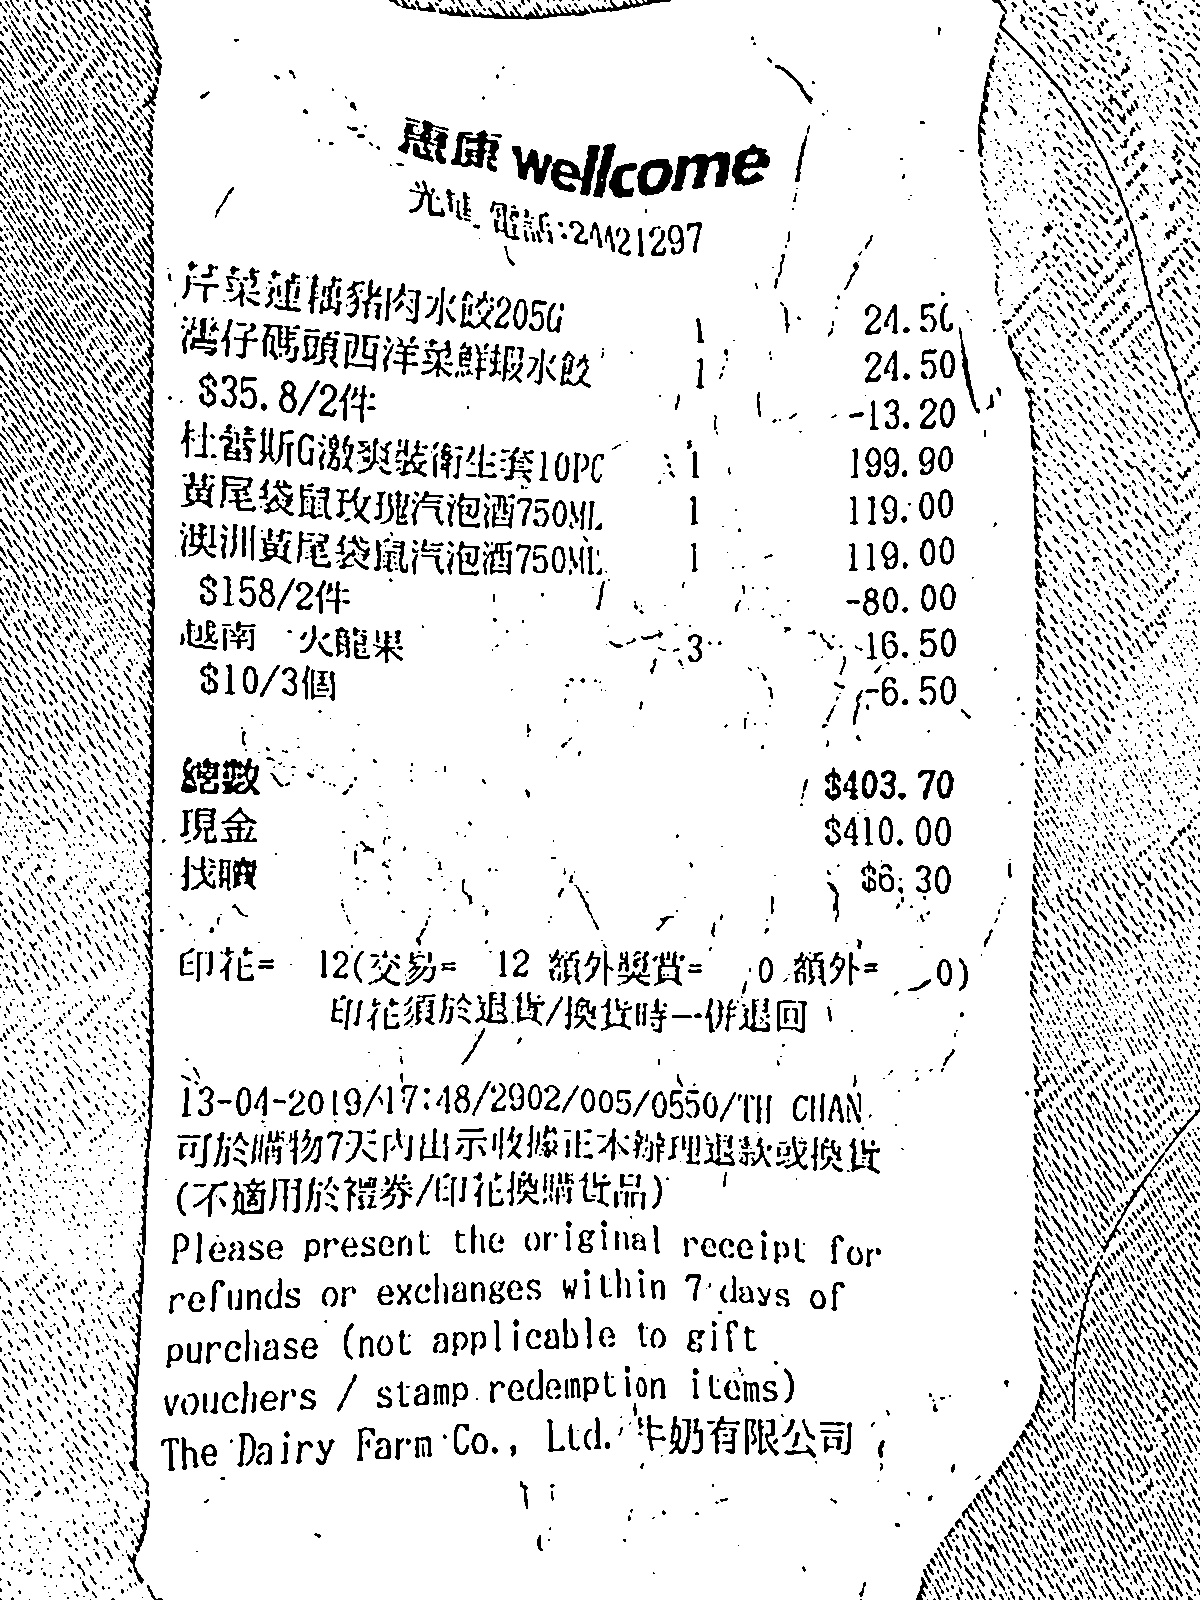 惠康 wellcome
電話:24421297
芹菜蓮藕豬肉水餃205G 1 24.50
灣仔碼頭西洋菜鮮蝦水餃 1 24.50
$35.8/2件 -13.20
杜蕾斯G激爽裝衛生套10PC 1 199.90
黃尾袋鼠玫瑰汽泡酒750ML 1 119.00
澳洲黃尾袋鼠汽泡酒750ML 1 119.00
$158/2件 -80.00
越南 火龍果 3 16.50
$10/3個 -6.50
總數 $403.70
現金 $410.00
找贖 $6.30
印花= 12(交易= 12 額外獎賞= 0 額外= 0)
印花須於退貨/換貨時一併退回
13-04-2019/17:48/2902/005/0550/TH CHAN
可於購物7天內出示收據正本辦理退款或換貨
(不適用於禮券/印花換購貨品)
Please present the original receipt for
refunds or exchanges within 7 days of
purchase (not applicable to gift
vouchers / stamp redemption items)
The Dairy Farm Co., Ltd. 牛奶有限公司